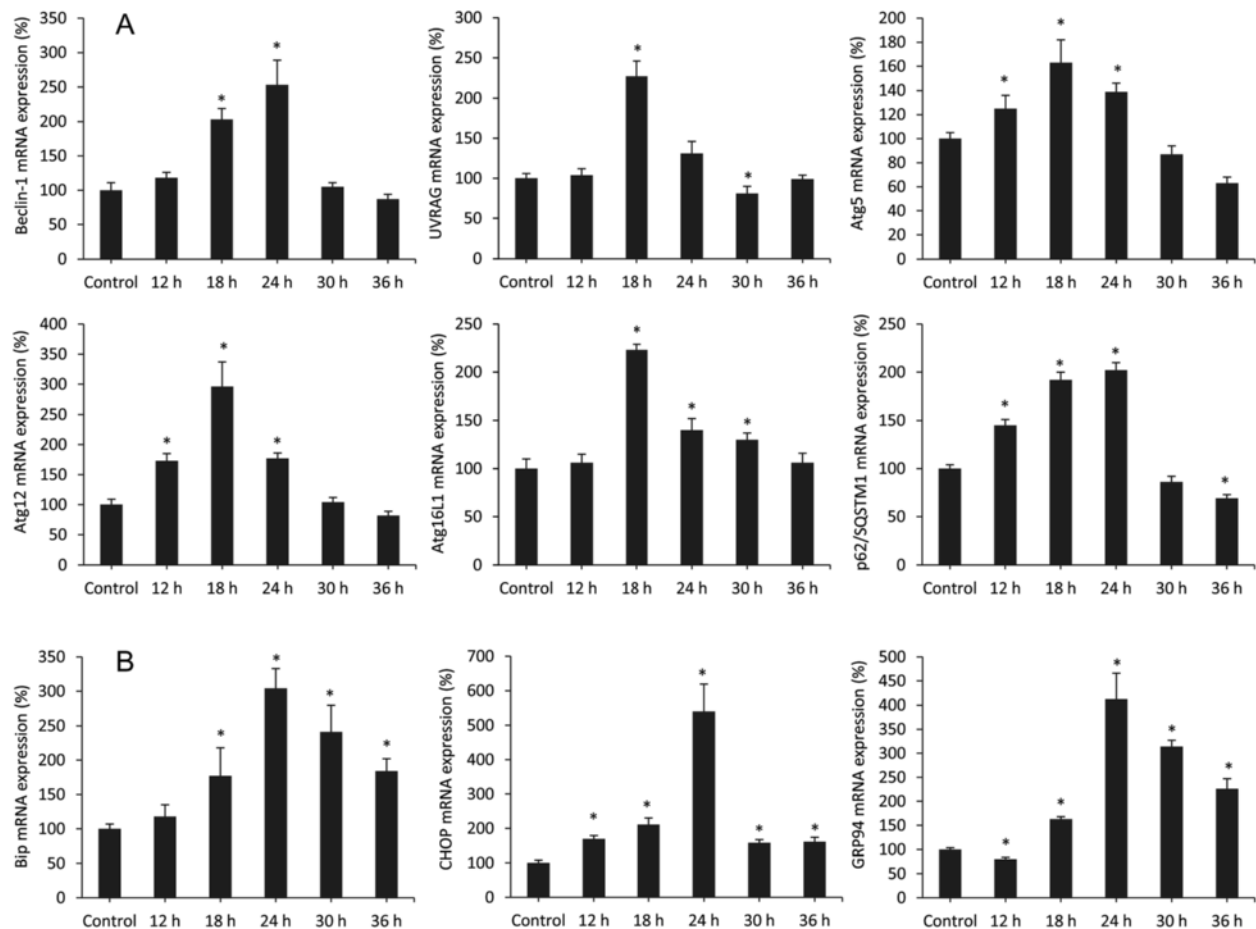 A
Beclin-1 mRNA expression (%)
350
300
250
200
150
100
50
0
* *
Control 12 h 18 h 24 h 30 h 36 h
UVRAG mRNA expression (%)
300
250
200
150
100
50
0
* *
Control 12 h 18 h 24 h 30 h 36 h
Atg5 mRNA expression (%)
200
180
160
140
120
100
80
60
40
20
0
* * *
Control 12 h 18 h 24 h 30 h 36 h
Atg12 mRNA expression (%)
400
350
300
250
200
150
100
50
0
* * *
Control 12 h 18 h 24 h 30 h 36 h
Atg16L1 mRNA expression (%)
250
200
150
100
50
0
* * *
Control 12 h 18 h 24 h 30 h 36 h
p62/SQSTM1 mRNA expression (%)
250
200
150
100
50
0
* * * *
Control 12 h 18 h 24 h 30 h 36 h
B
Bip mRNA expression (%)
350
300
250
200
150
100
50
0
* * * *
Control 12 h 18 h 24 h 30 h 36 h
CHOP mRNA expression (%)
700
600
500
400
300
200
100
0
* * * * *
Control 12 h 18 h 24 h 30 h 36 h
GRP94 mRNA expression (%)
500
450
400
350
300
250
200
150
100
50
0
* * * * *
Control 12 h 18 h 24 h 30 h 36 h